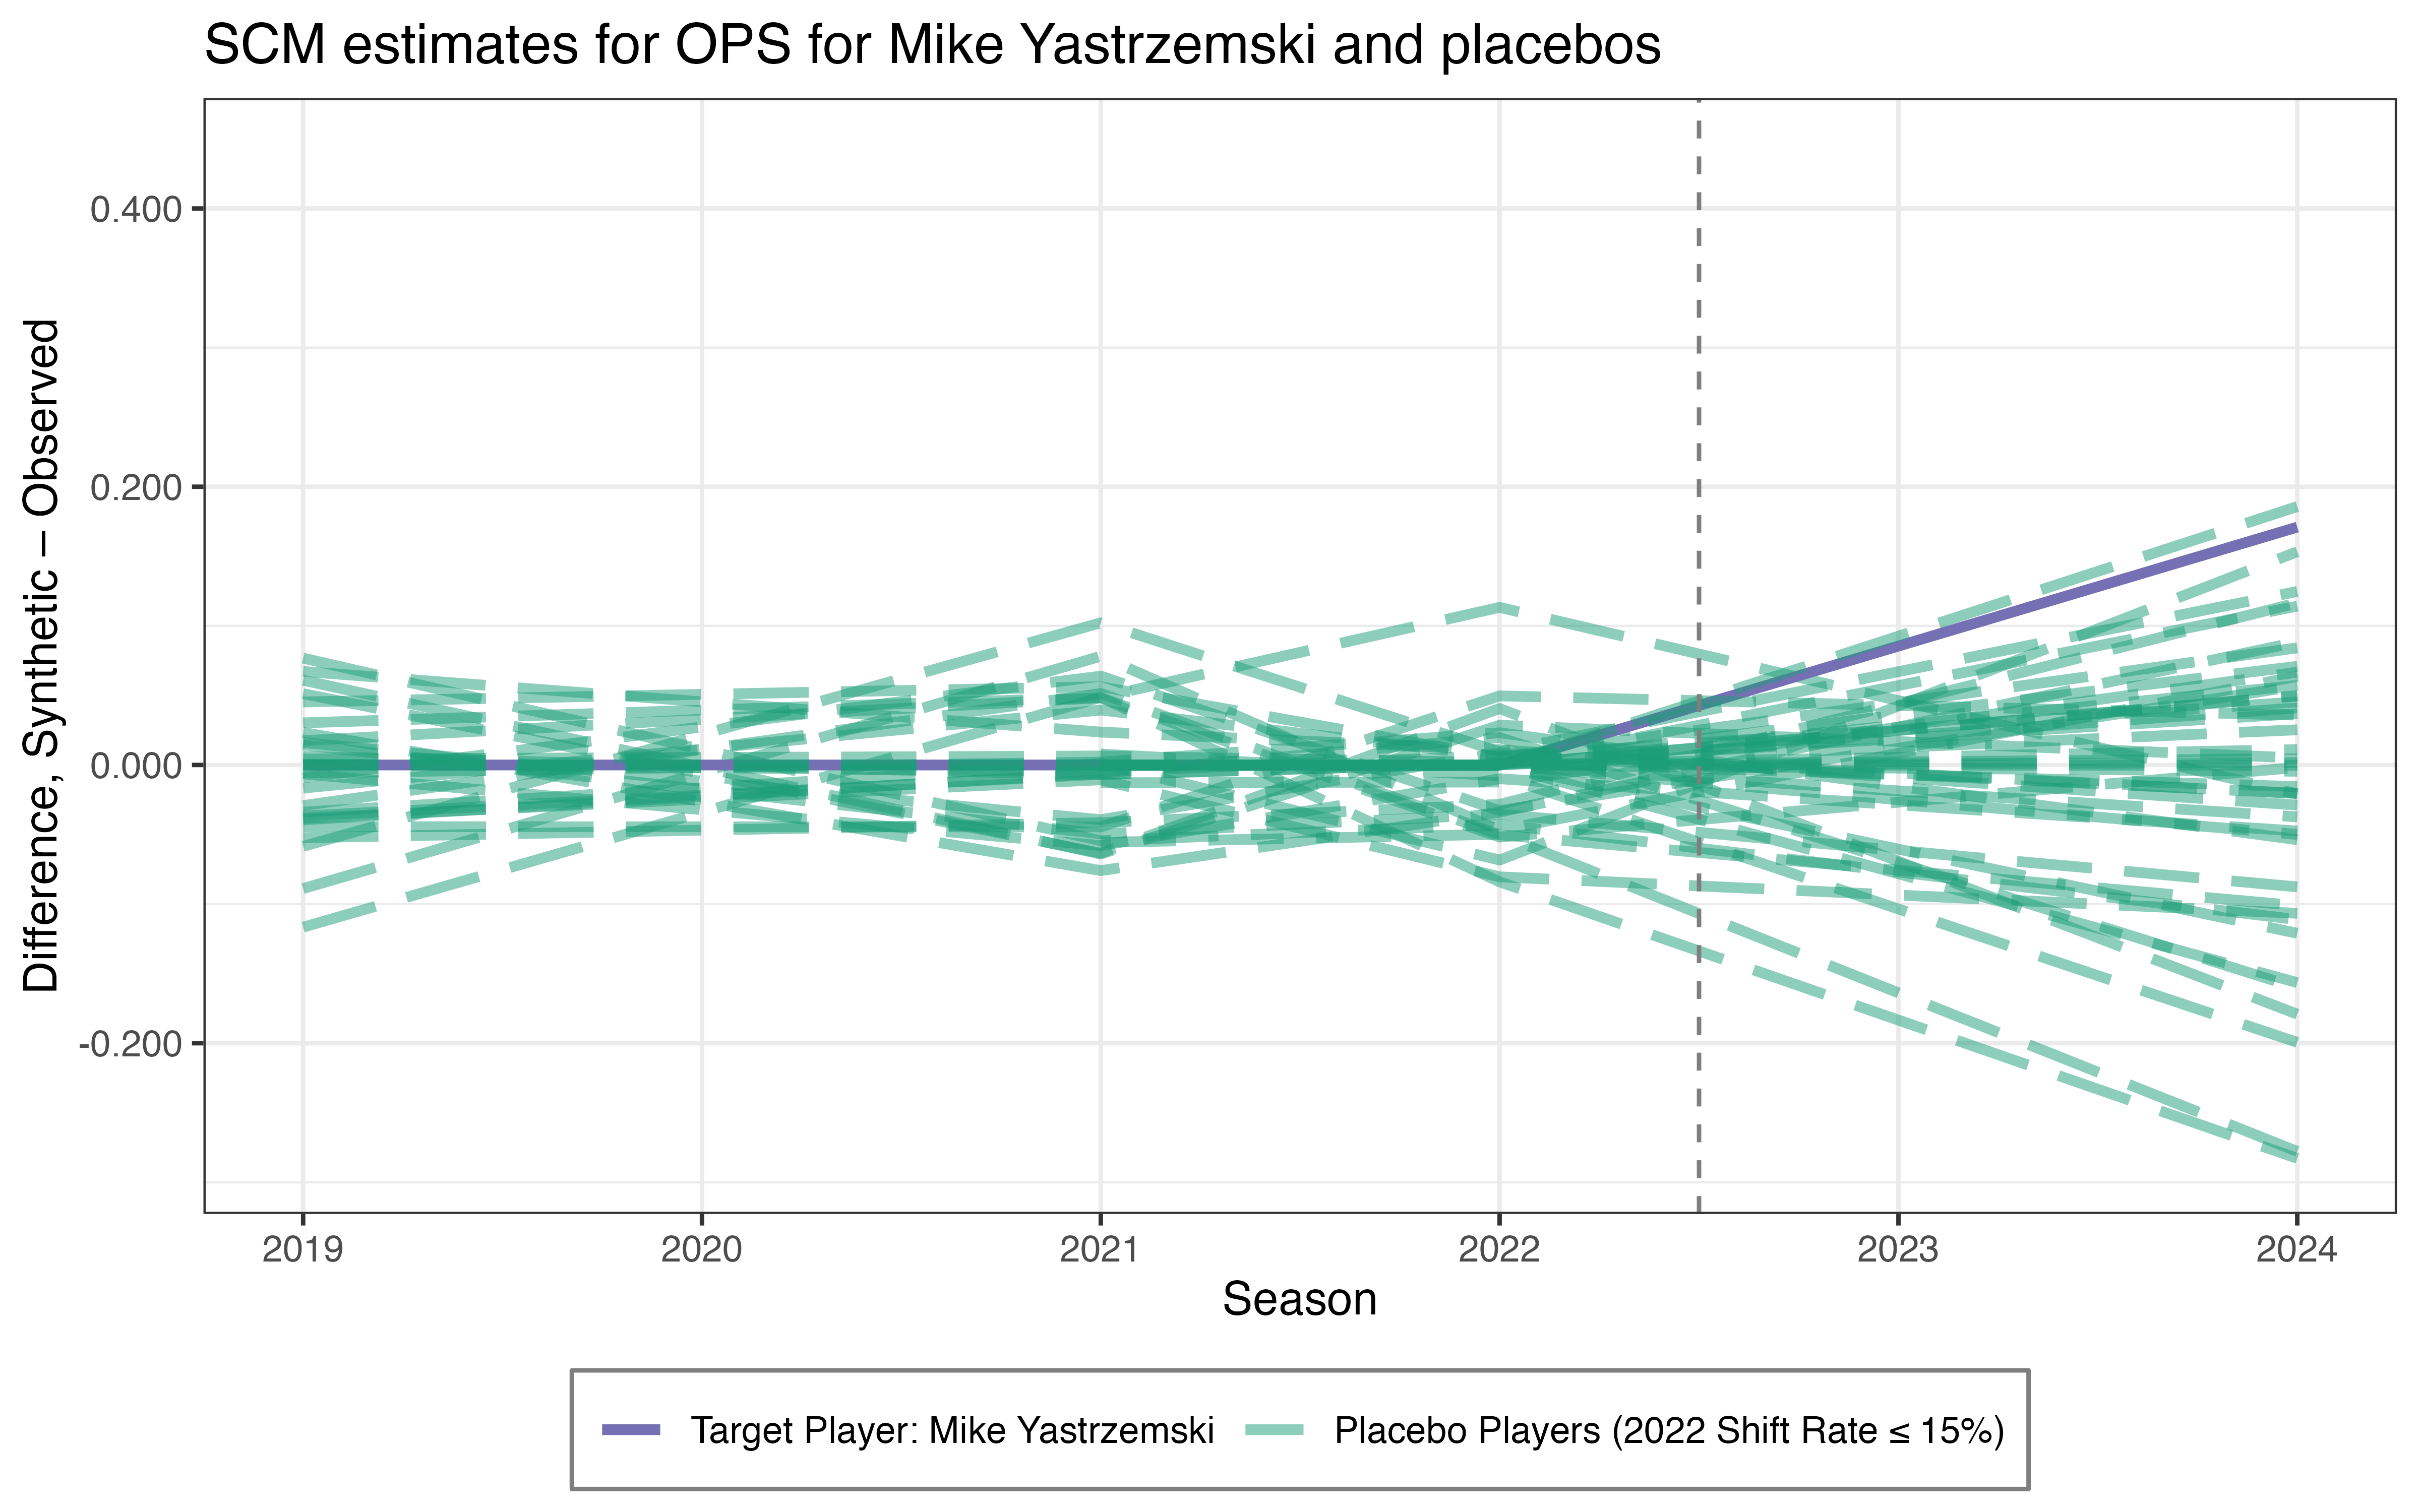 SCM estimates for OPS for Mike Yastrzemski and placebos
Difference, Synthetic − Observed
0.400
0.200
0.000
-0.200
2019 2020 2021 2022 2023 2024
Season
Target Player: Mike Yastrzemski Placebo Players (2022 Shift Rate ≤ 15%)